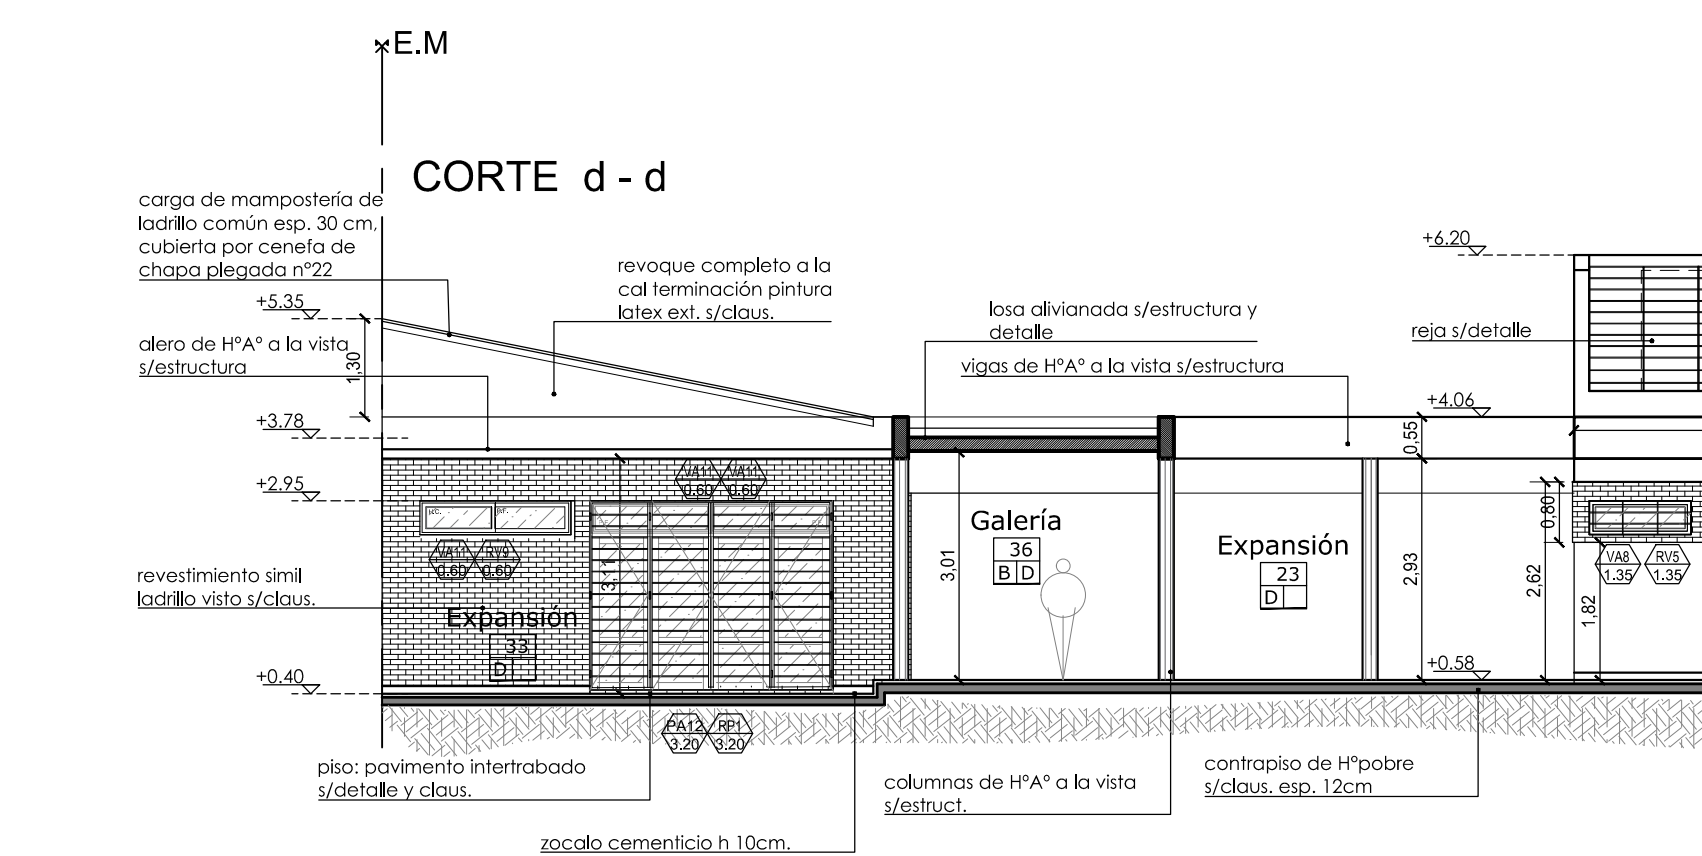 E.M
CORTE d - d
carga de mampostería de
ladrillo común esp. 30 cm,
cubierta por cenefa de
chapa plegada nº22
revoque completo a la
cal terminación pintura
latex ext. s/claus.
losa alivianada s/estructura y
detalle
reja s/detalle
vigas de HºAº a la vista s/estructura
alero de HºAº a la vista
s/estructura
+6.20
+5.35
1,30
+4.06
+3.78
0,55
+2.95
VA11
0.60
VA11
0.60
VA11
0.60
RV9
0.60
3,11
Galería
36
B D
3,01
Expansión
23
D
2,93
2,62
0,80
1,82
VA8
1.35
RV5
1.35
revestimiento simil
ladrillo visto s/claus.
Expansión
33
D
+0.40
+0.58
PA12
3.20
RP1
3.20
piso: pavimento intertrabado
s/detalle y claus.
columnas de HºAº a la vista
s/estruct.
contrapiso de Hºpobre
s/claus. esp. 12cm
zocalo cementicio h 10cm.